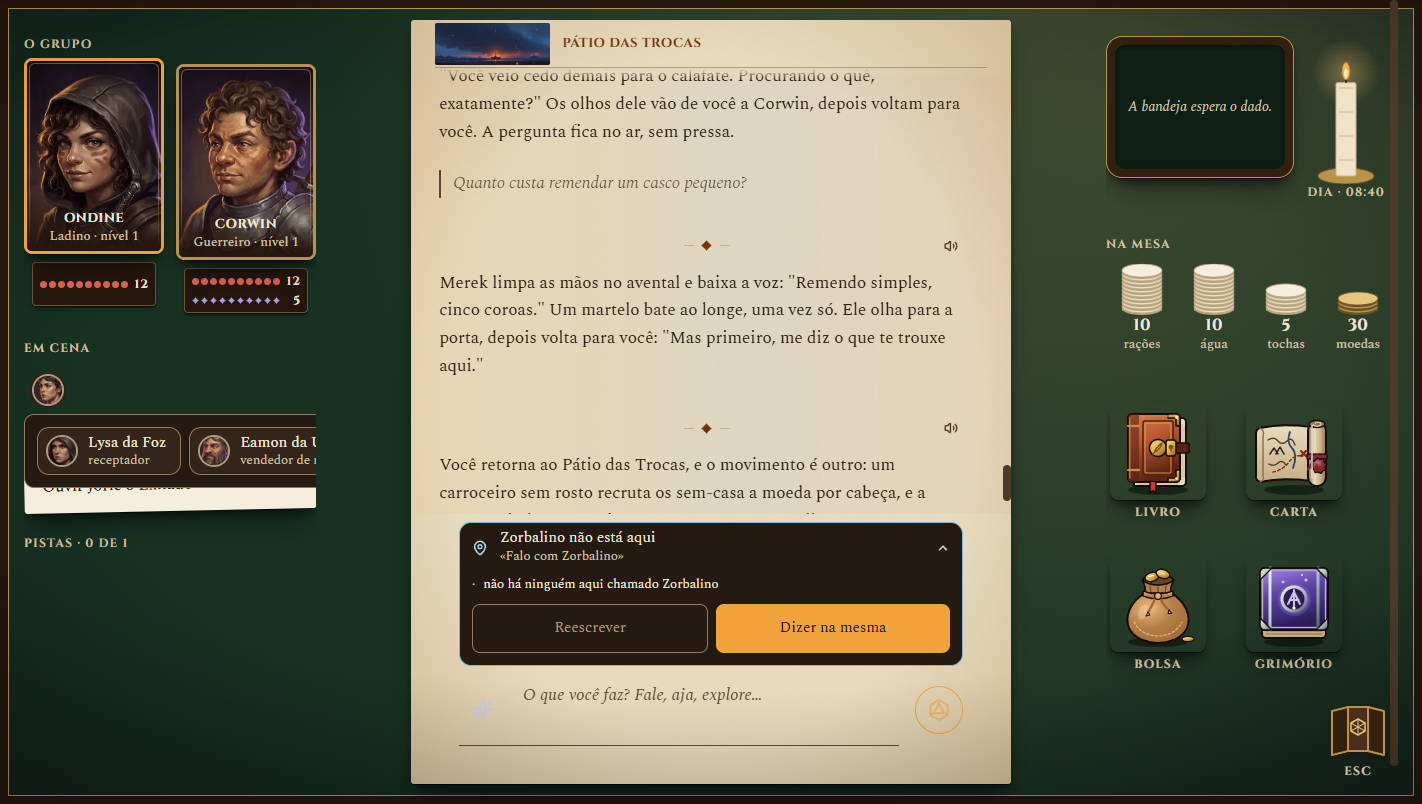 O GRUPO
ONDINE
Ladino · nível 1
12
CORWIN
Guerreiro · nível 1
12
5
EM CENA
Lysa da Foz
receptador
Eamon da
vendedor de
PISTAS · 0 DE 1
PÁTIO DAS TROCAS
"Você veio cedo demais para o calafate. Procurando o quê,
exatamente?" Os olhos dele vão de você a Corwin, depois voltam para
você. A pergunta fica no ar, sem pressa.
Quanto custa remendar um casco pequeno?
Merek limpa as mãos no avental e baixa a voz: "Remendo simples,
cinco coroas." Um martelo bate ao longe, uma vez só. Ele olha para a
porta, depois volta para você: "Mas primeiro, me diz o que te trouxe
aqui."
Você retorna ao Pátio das Trocas, e o movimento é outro: um
carroceiro sem rosto recruta os sem-casa a moeda por cabeça, e a
Zorbalino não está aqui
«Falo com Zorbalino»
· não há ninguém aqui chamado Zorbalino
Reescrever
Dizer na mesma
O que você faz? Fale, aja, explore...
A bandeja espera o dado.
DIA · 08:40
NA MESA
10
rações
10
água
5
tochas
30
moedas
LIVRO
CARTA
BOLSA
GRIMÓRIO
ESC